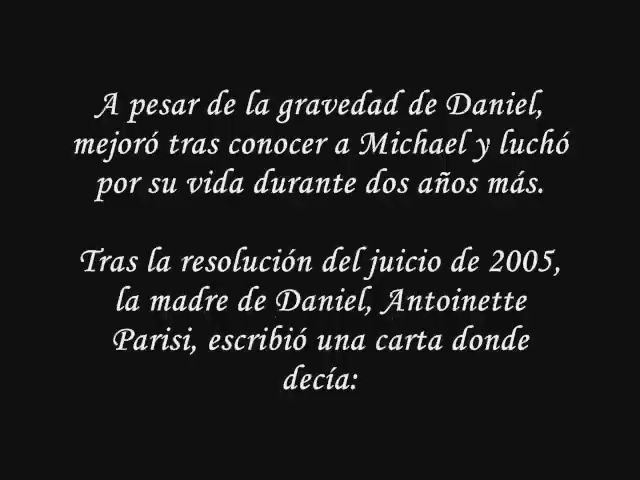 A pesar de la gravedad de Daniel,
mejoró tras conocer a Michael y luchó
por su vida durante dos años más.
Tras la resolución del juicio de 2005,
la madre de Daniel, Antoinette
Parisi, escribió una carta donde
decía: